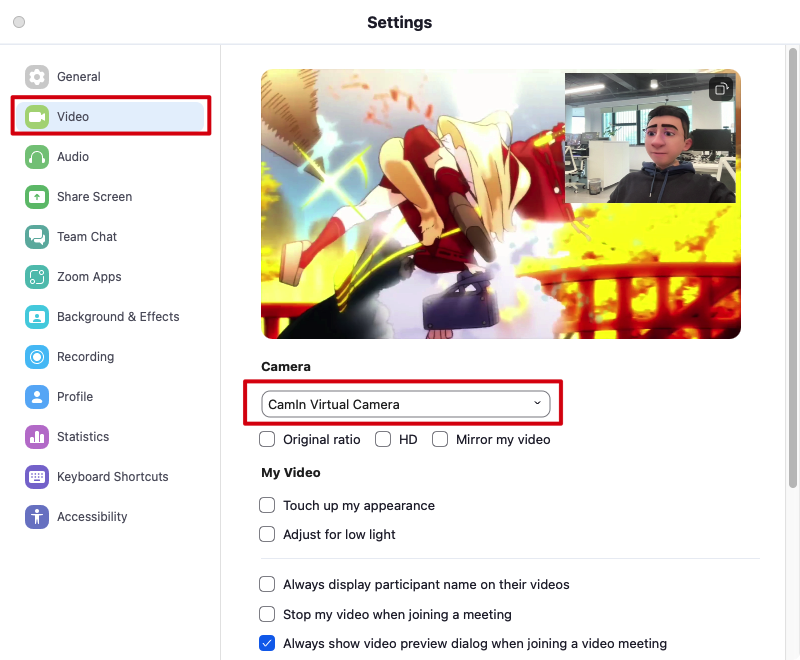 Settings
General
Video
Audio
Share Screen
Team Chat
Zoom Apps
Background & Effects
Recording
Profile
Statistics
Keyboard Shortcuts
Accessibility
Camera
CamIn Virtual Camera
Original ratio HD Mirror my video
My Video
Touch up my appearance
Adjust for low light
Always display participant name on their videos
Stop my video when joining a meeting
Always show video preview dialog when joining a video meeting